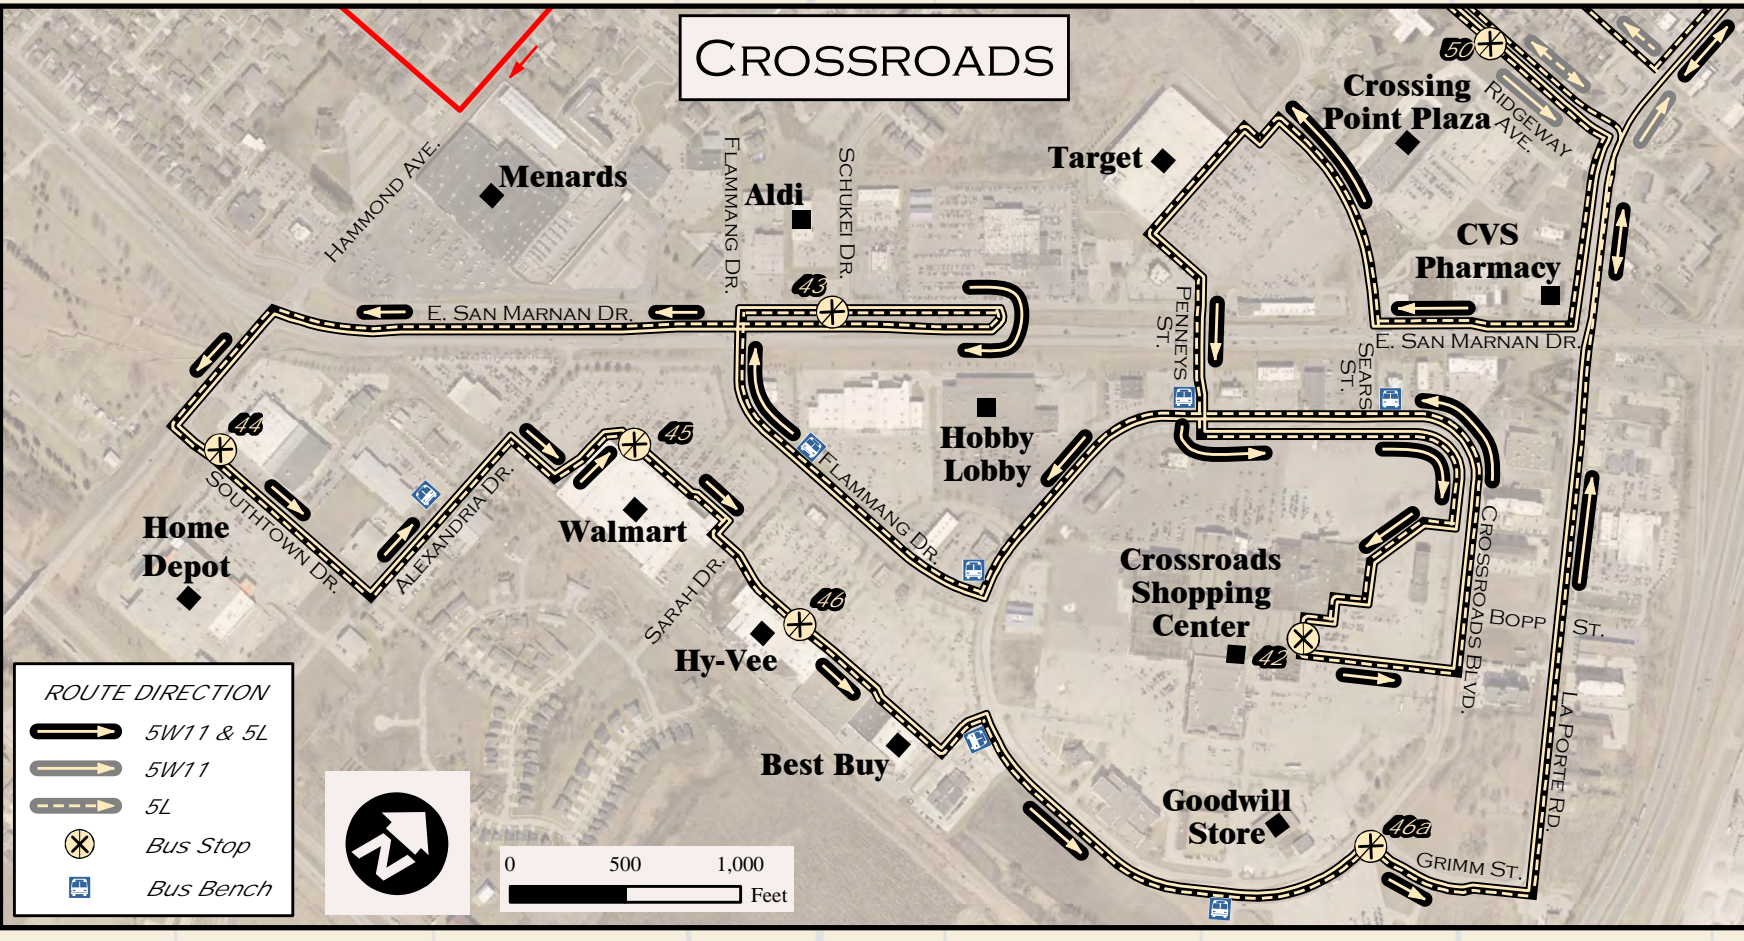 CROSSROADS
50
Crossing
Point Plaza
RIDGEWAY
AVE.
Target
Menards
HAMMOND AVE.
FLAMMANG DR.
Aldi
SCHUKEI DR.
CVS
Pharmacy
43
E. SAN MARNAN DR.
PENNEYS
ST.
E. SAN MARNAN DR.
SEARS
ST.
44
45
Hobby
Lobby
SOUTHTOWN DR.
ALEXANDRIA DR.
FLAMMANG DR.
Home
Depot
Walmart
Crossroads
Shopping
Center
42
CROSSROADS BLVD.
BOPP ST.
SARAH DR.
46
Hy-Vee
LA PORTE RD.
Best Buy
Goodwill
Store
46a
GRIMM ST.
ROUTE DIRECTION
5W11 & 5L
5W11
5L
Bus Stop
Bus Bench
N
0 500 1,000
Feet